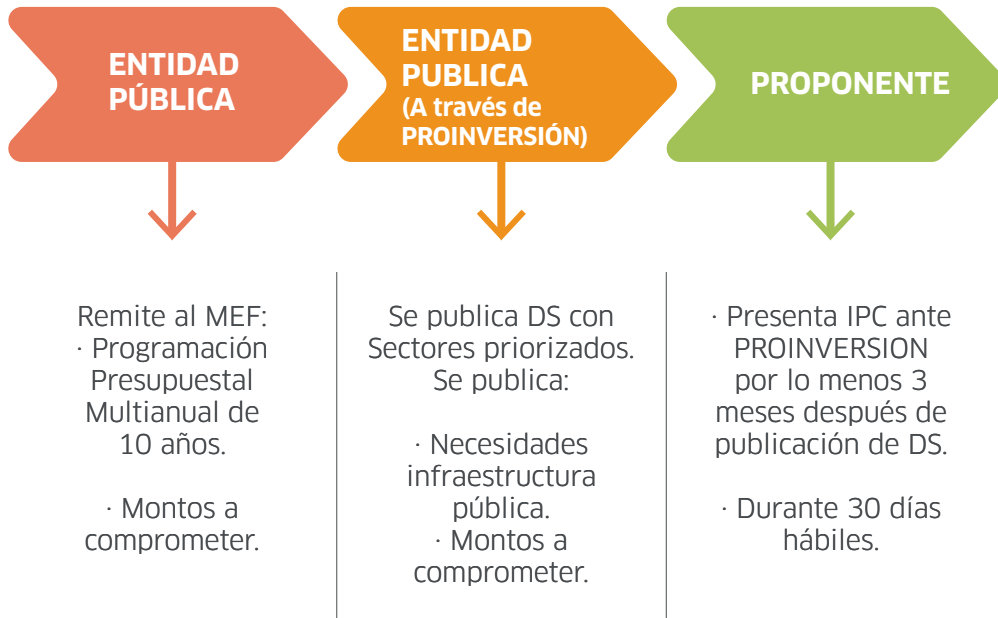 ENTIDAD
PÚBLICA
Remite al MEF:
· Programación
Presupuestal
Multianual de
10 años.
· Montos a
comprometer.
ENTIDAD
PUBLICA
(A través de
PROINVERSIÓN)
Se publica DS con
Sectores priorizados.
Se publica:
· Necesidades
infraestructura
pública.
· Montos a
comprometer.
PROPONENTE
· Presenta IPC ante
PROINVERSION
por lo menos 3
meses después de
publicación de DS.
· Durante 30 días
hábiles.